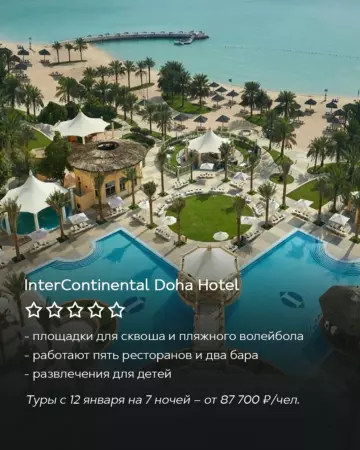 InterContinental Doha Hotel
- площадки для сквоша и пляжного волейбола
- работают пять ресторанов и два бара
- развлечения для детей
Туры с 12 января на 7 ночей – от 87 700 ₽/чел.